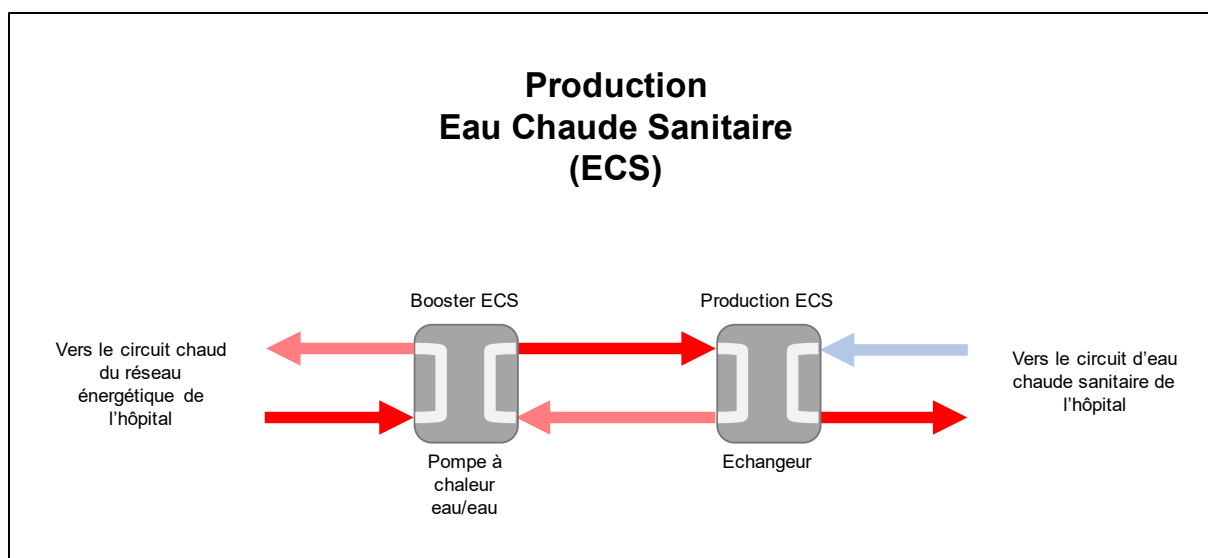 Production
Eau Chaude Sanitaire
(ECS)
Booster ECS
Production ECS
Vers le circuit chaud
du réseau
énergétique de
l'hôpital
Vers le circuit d'eau
chaude sanitaire de
l'hôpital
Pompe à
chaleur
eau/eau
Echangeur